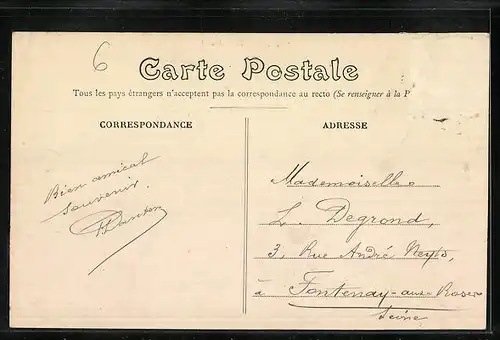 6
Carte Postale
Tous les pays étrangers n'acceptent pas la correspondance au recto (Se renseigner à la P
CORRESPONDANCE
ADRESSE
Bien amical
souvenir.
Mademoiselle
L. Degrond,
3, Rue André
à Fontenay-aux-Roses
Seine